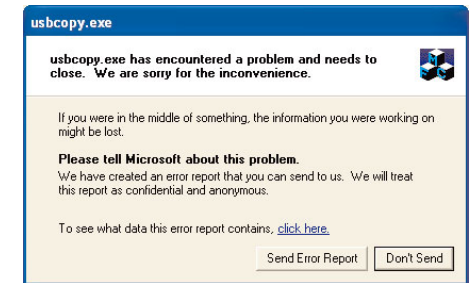 usbcopy.exe
usbcopy.exe has encountered a problem and needs to
close.  We are sorry for the inconvenience.
If you were in the middle of something, the information you were working on
might be lost.
Please tell Microsoft about this problem.
We have created an error report that you can send to us.  We will treat
this report as confidential and anonymous.
To see what data this error report contains, click here.
Send Error Report
Don't Send